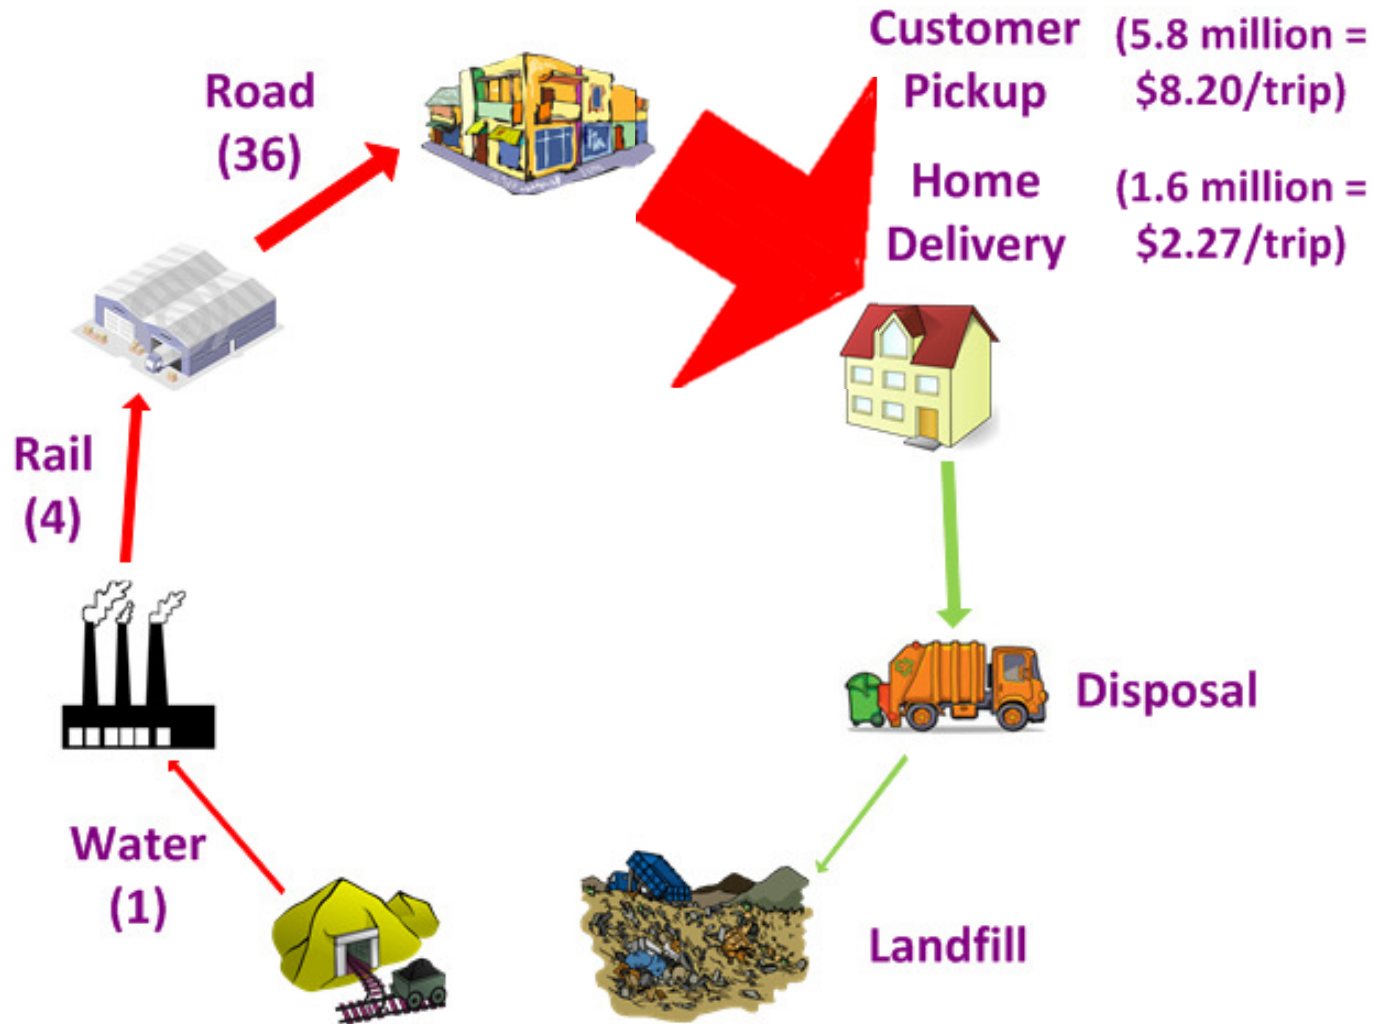 Customer
Pickup
(5.8 million =
$8.20/trip)
Road
(36)
Home
Delivery
(1.6 million =
$2.27/trip)
Rail
(4)
Disposal
Water
(1)
Landfill